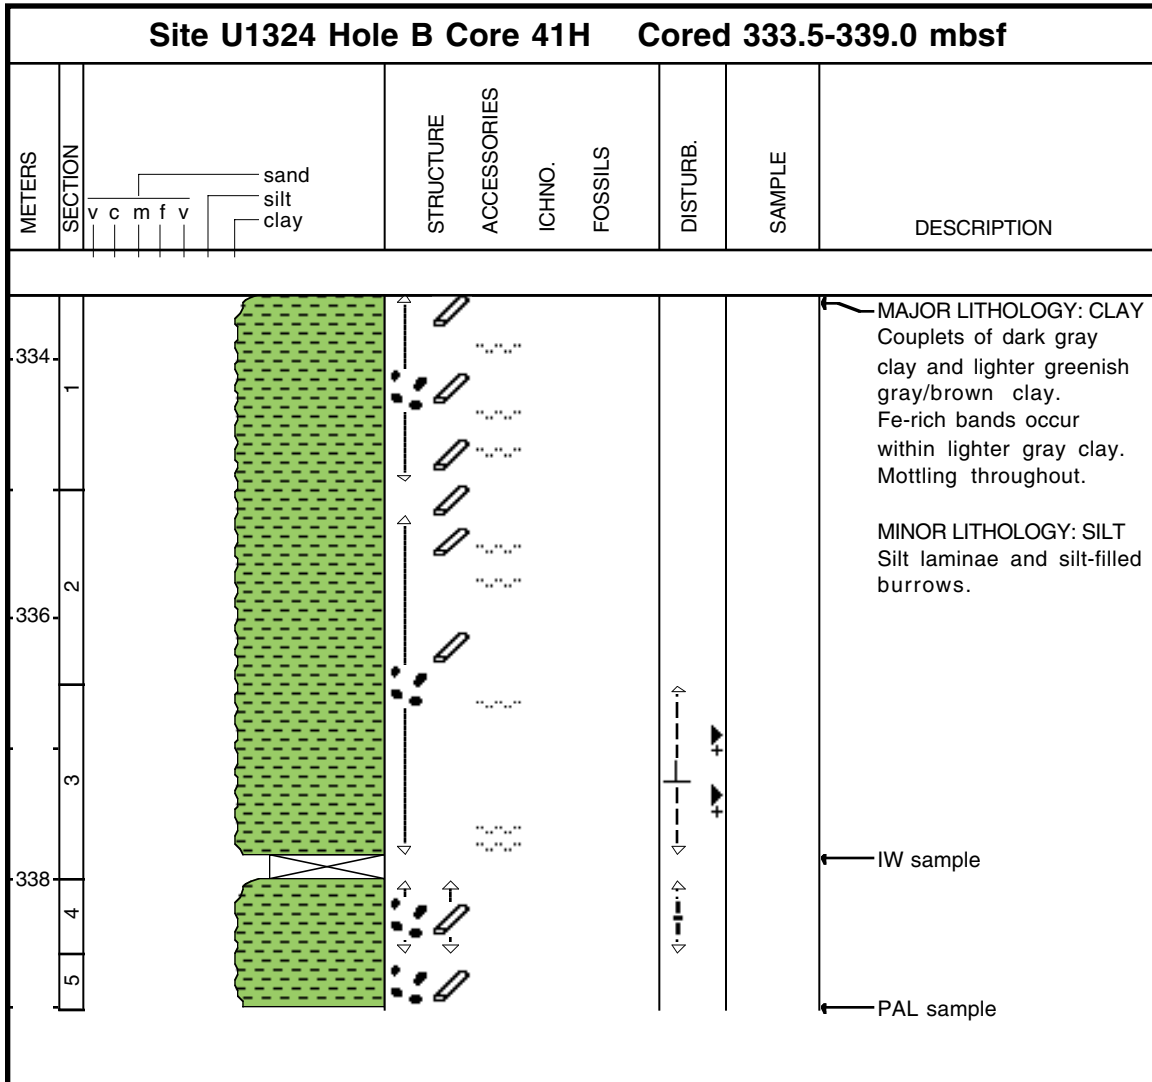 Site U1324 Hole B Core 41H Cored 333.5-339.0 mbsf
METERS
SECTION
v c m f v
sand
silt
clay
STRUCTURE
ACCESSORIES
ICHNO.
FOSSILS
DISTURB.
SAMPLE
DESCRIPTION
334
336
338
1
2
3
4
5
MAJOR LITHOLOGY: CLAY
Couplets of dark gray
clay and lighter greenish
gray/brown clay.
Fe-rich bands occur
within lighter gray clay.
Mottling throughout.
MINOR LITHOLOGY: SILT
Silt laminae and silt-filled
burrows.
IW sample
PAL sample